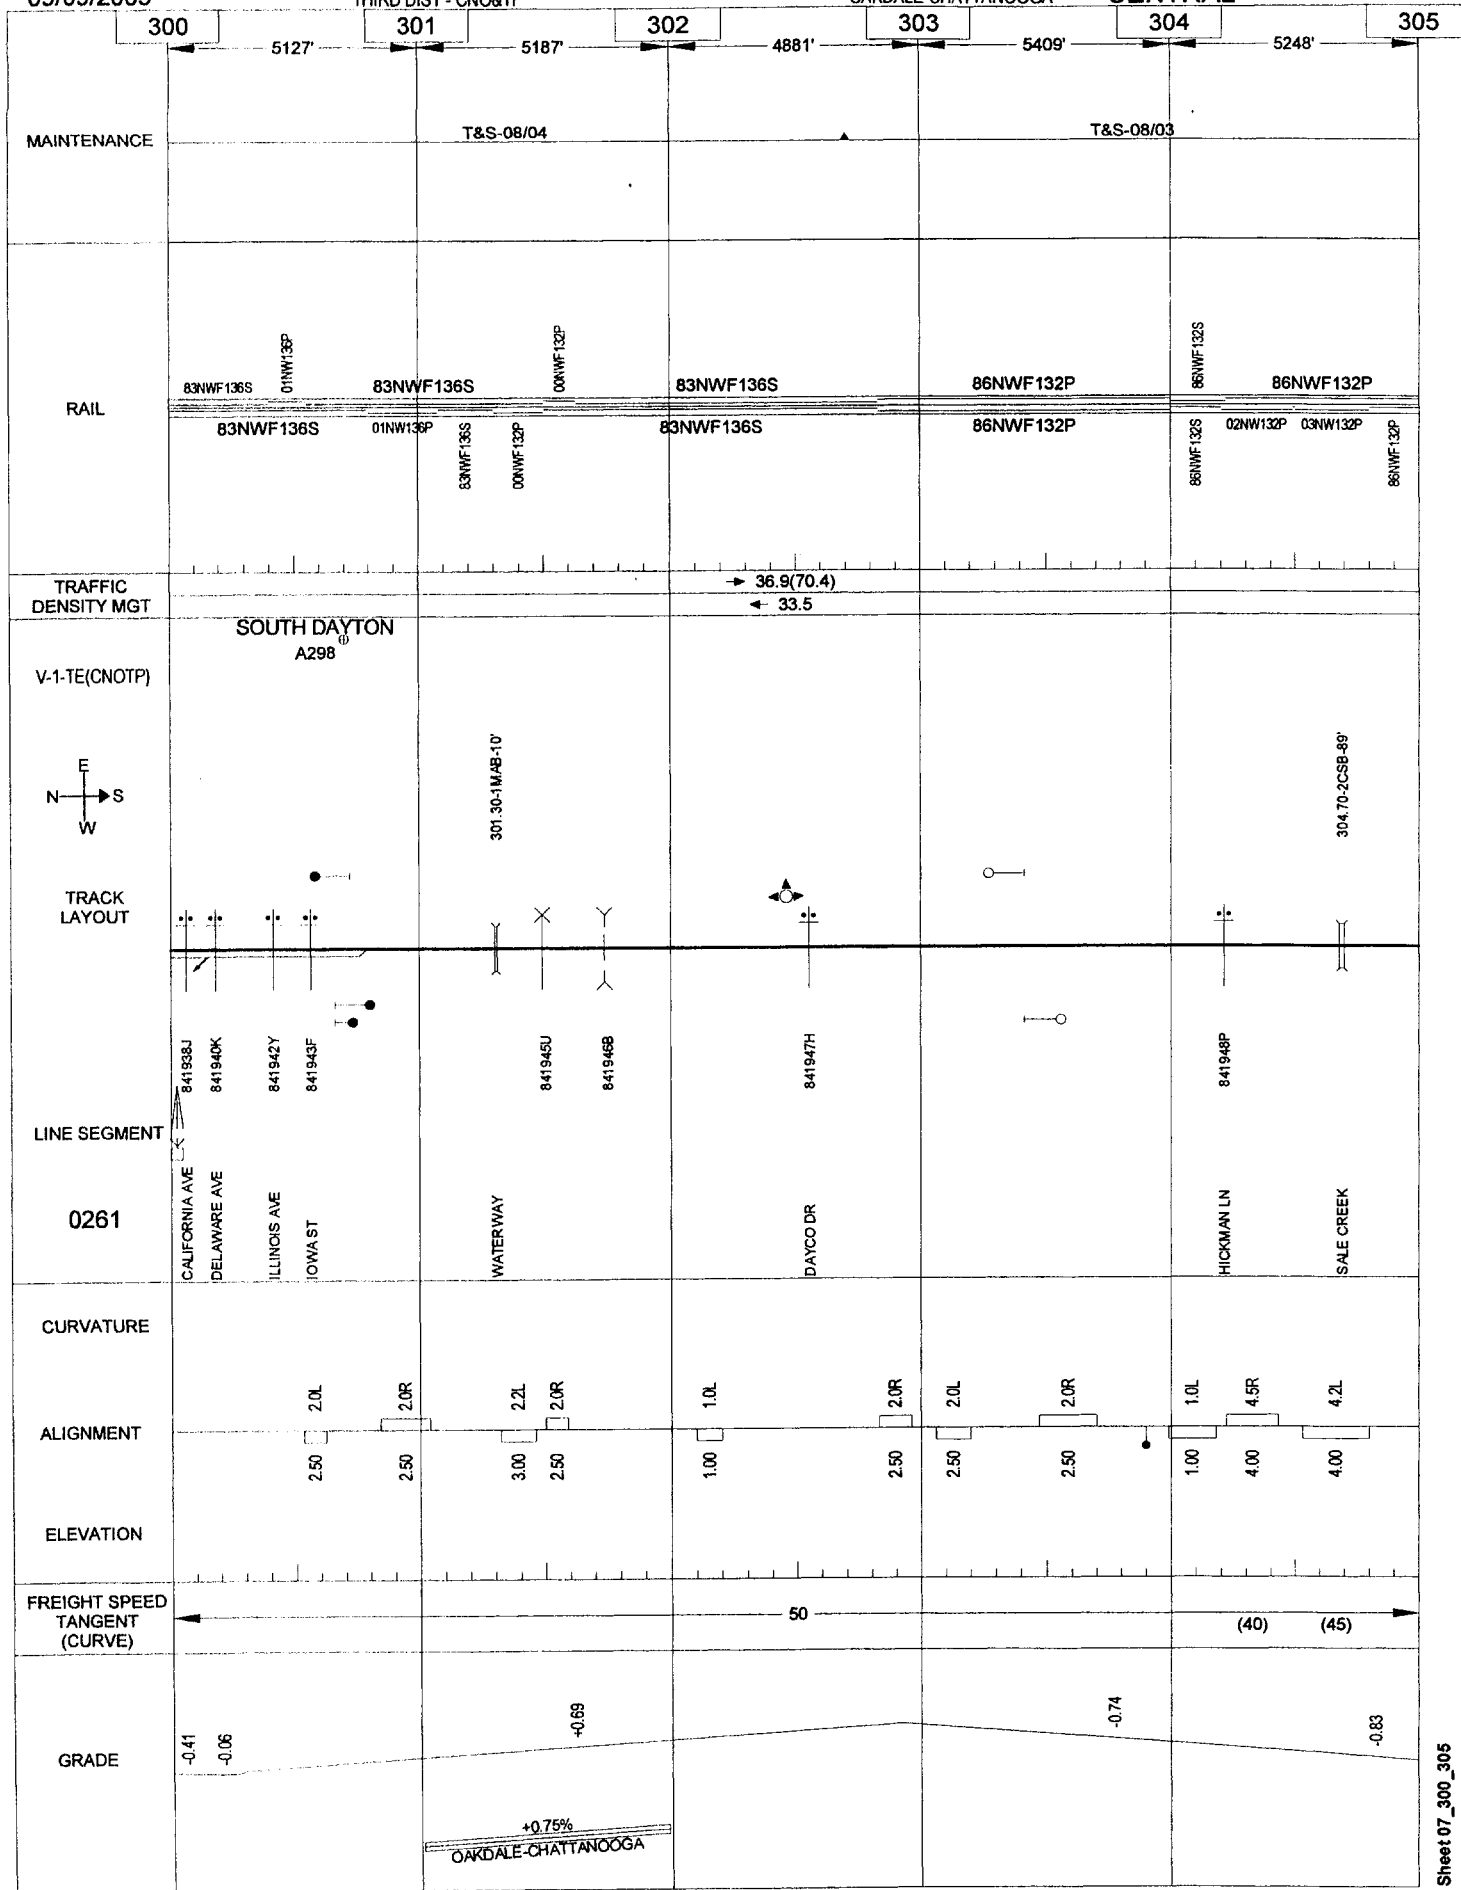 300 301 302 303 304 305
5127' 5187' 4881' 5409' 5248'
MAINTENANCE
T&S-08/04 T&S-08/03
RAIL
83NWF136S 01NW136P 83NWF136S 00NWF132P 83NWF136S 86NWF132P 86NWF132S 86NWF132P
83NWF136S 01NW136P 83NWF136S 00NWF132P 83NWF136S 86NWF132P 86NWF132S 02NW132P 03NW132P 86NWF132P
TRAFFIC
DENSITY MGT
36.9(70.4)
33.5
SOUTH DAYTON
A298
V-1-TE(CNOTP)
E
N S
W
301.30-1MAB-10' 304.70-2CSB-89'
TRACK
LAYOUT
841938J 841940K 841942Y 841943F 841945U 841946B 841947H 841948P
LINE SEGMENT
0261
CALIFORNIA AVE DELAWARE AVE ILLINOIS AVE IOWA ST WATERWAY DAYCO DR HICKMAN LN SALE CREEK
CURVATURE
2.0L 2.0R 2.2L 2.0R 1.0L 2.0R 2.0L 2.0R 1.0L 4.5R 4.2L
ALIGNMENT
2.50 2.50 3.00 2.50 1.00 2.50 2.50 2.50 1.00 4.00 4.00
ELEVATION
FREIGHT SPEED
TANGENT
(CURVE)
50
(40) (45)
GRADE
-0.41 -0.06 +0.69 -0.74 -0.83
+0.75%
OAKDALE-CHATTANOOGA
Sheet 07_300_305